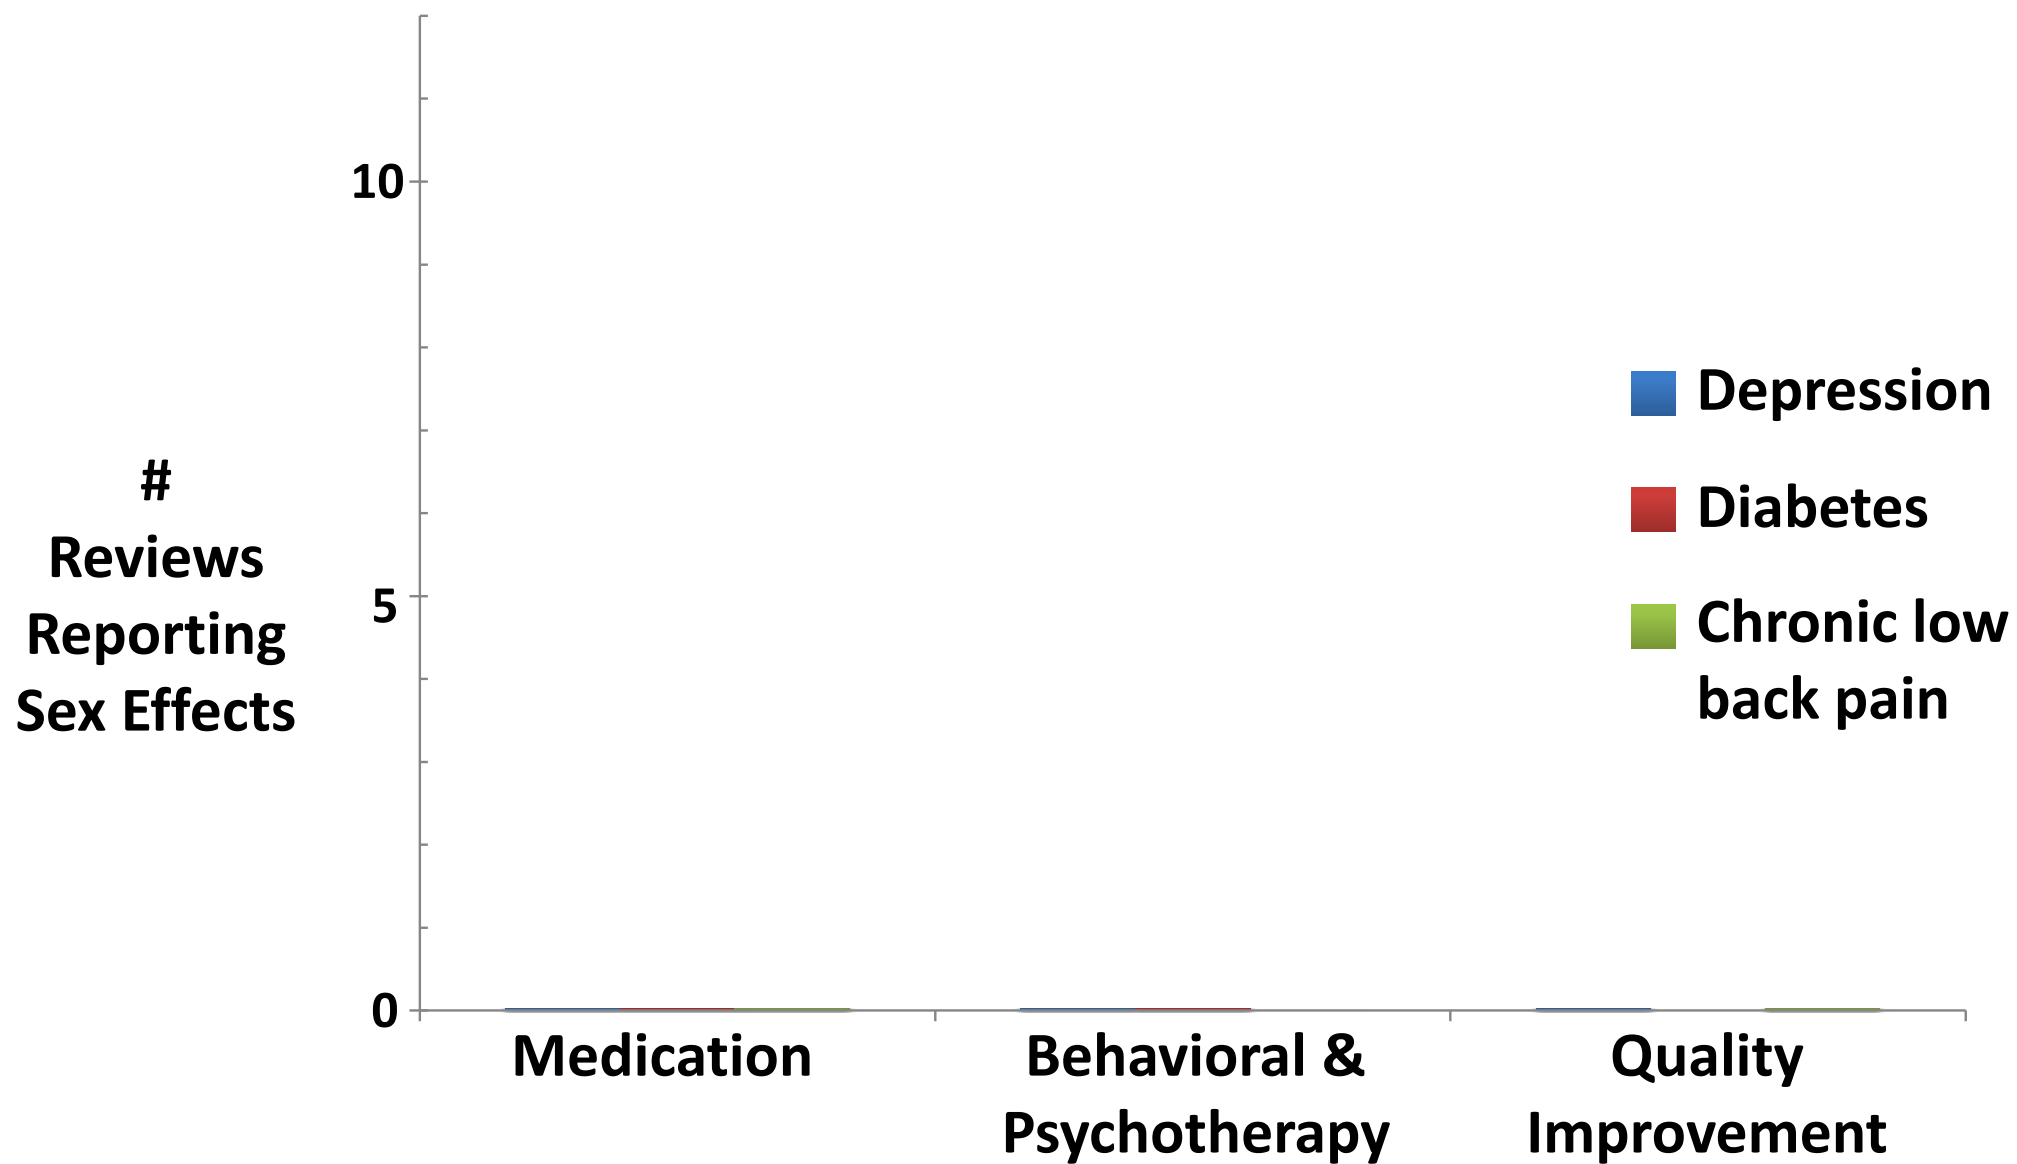 #
Reviews
Reporting
Sex Effects
10
5
0
Medication
Behavioral &
Psychotherapy
Quality
Improvement
Depression
Diabetes
Chronic low
back pain